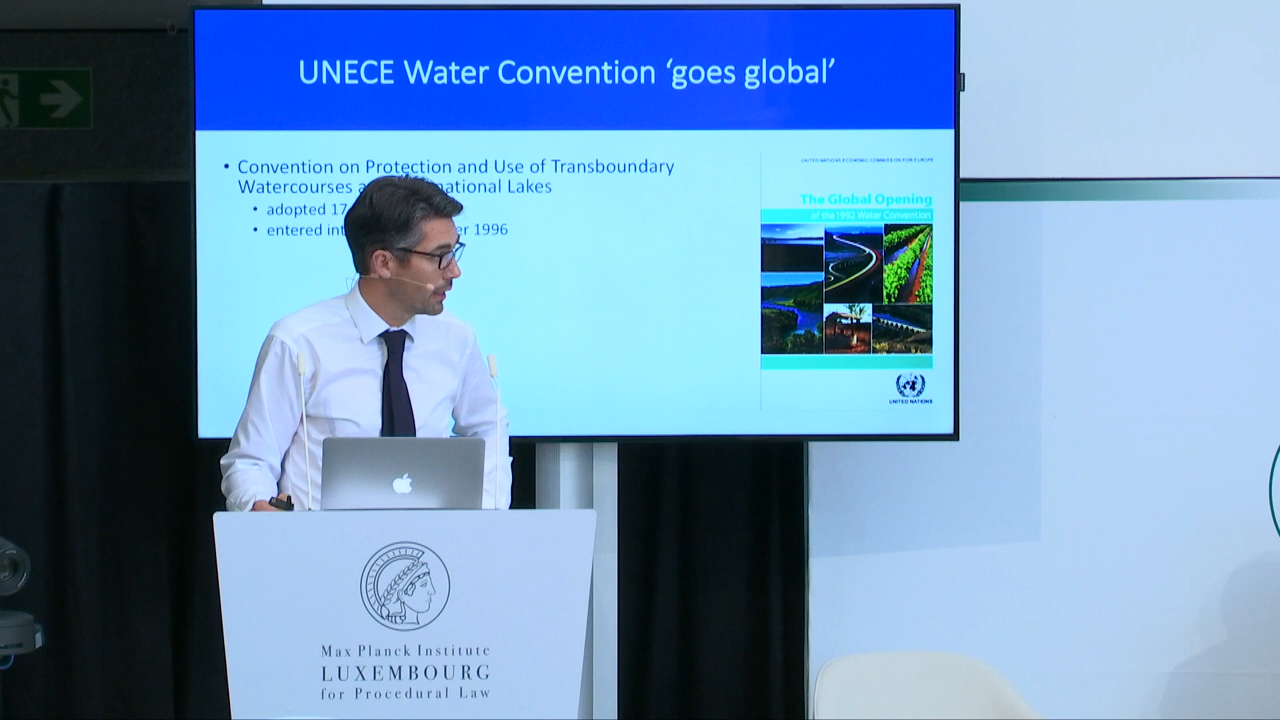 UNECE Water Convention ‘goes global’
• Convention on Protection and Use of Transboundary
Watercourses a national Lakes
• adopted 17
• entered int er 1996
UNITED NATIONS ECONOMIC COMMISSION FOR EUROPE
The Global Opening
of the 1992 Water Convention
UNITED NATIONS
Max Planck Institute
LUXEMBOURG
for Procedural Law